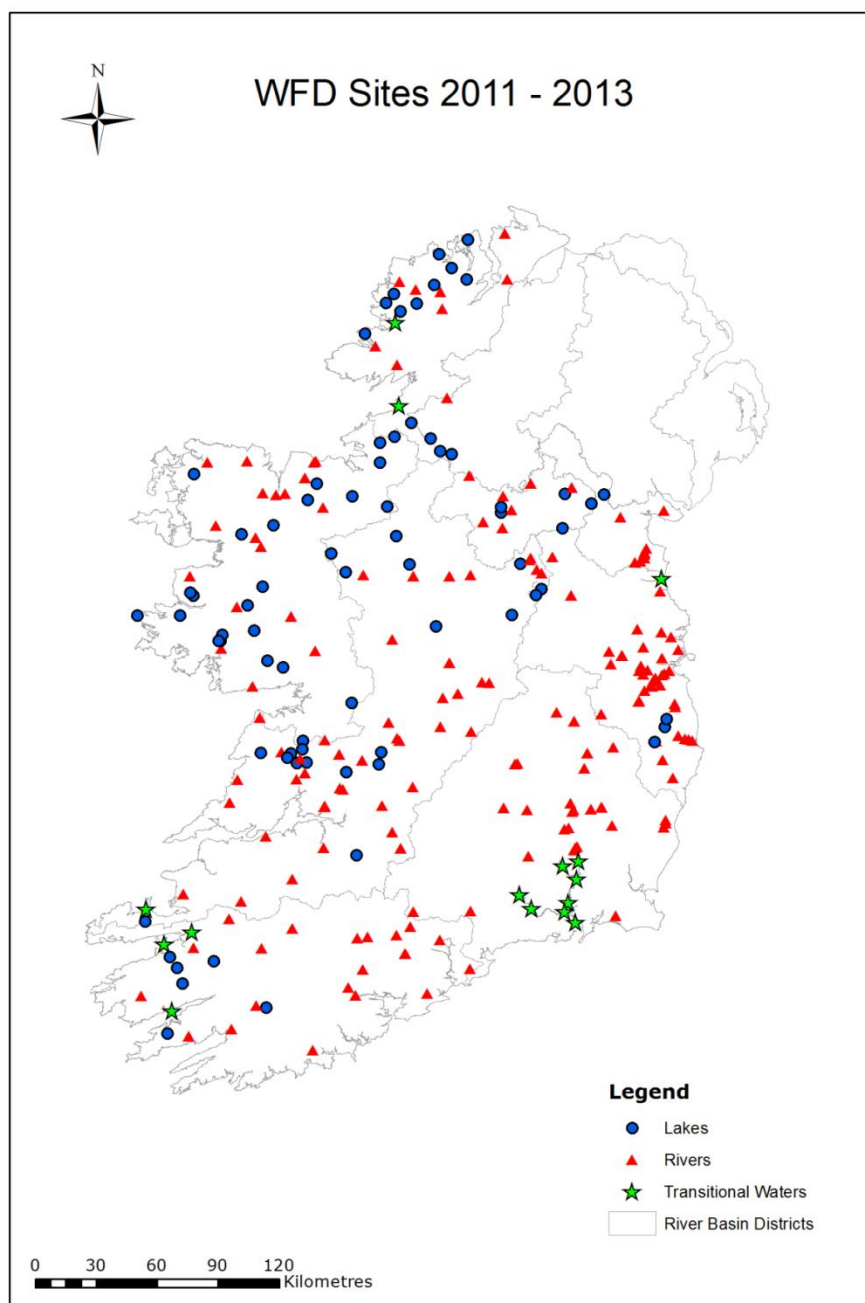 N
WFD Sites 2011 - 2013
Legend
Lakes
Rivers
Transitional Waters
River Basin Districts
0 30 60 90 120
Kilometres